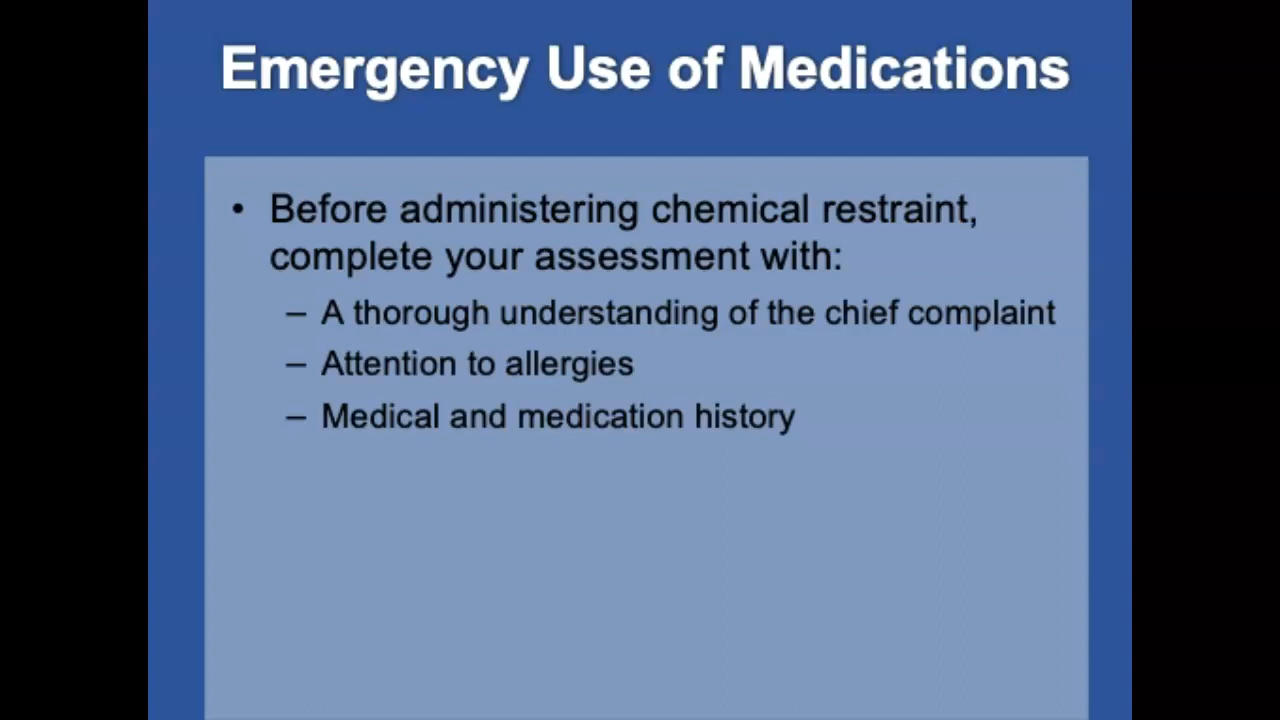 Emergency Use of Medications
• Before administering chemical restraint,
complete your assessment with:
– A thorough understanding of the chief complaint
– Attention to allergies
– Medical and medication history